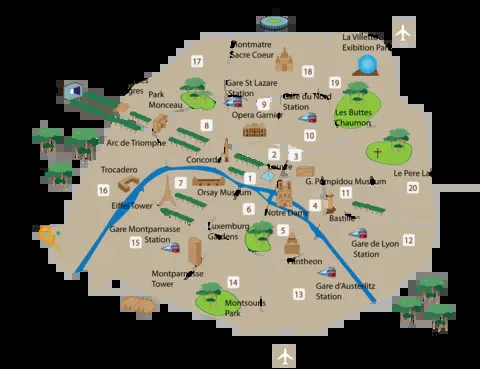 La Villette
Exibition Park
Montmatre
Sacre Coeur
17
18
19
Park
Monceau
Gare St Lazare
Station
Gare du Nord
Station
9
Les Buttes
Chaumon
Opera Garnier
8
10
Arc de Triomphe
Concord
2
3
Trocadero
Louvre
Le Pere La
1
G. Pompidou Museum
16
7
Orsay Museum
11
20
Eiffel Tower
6
Notre Dame
4
Bastille
Gare Montparnasse
Station
15
Luxemburg
Gardens
5
12
Gare de Lyon
Station
Pantheon
Montparnasse
Tower
14
13
Gare d'Austerlitz
Station
Montsouris
Park